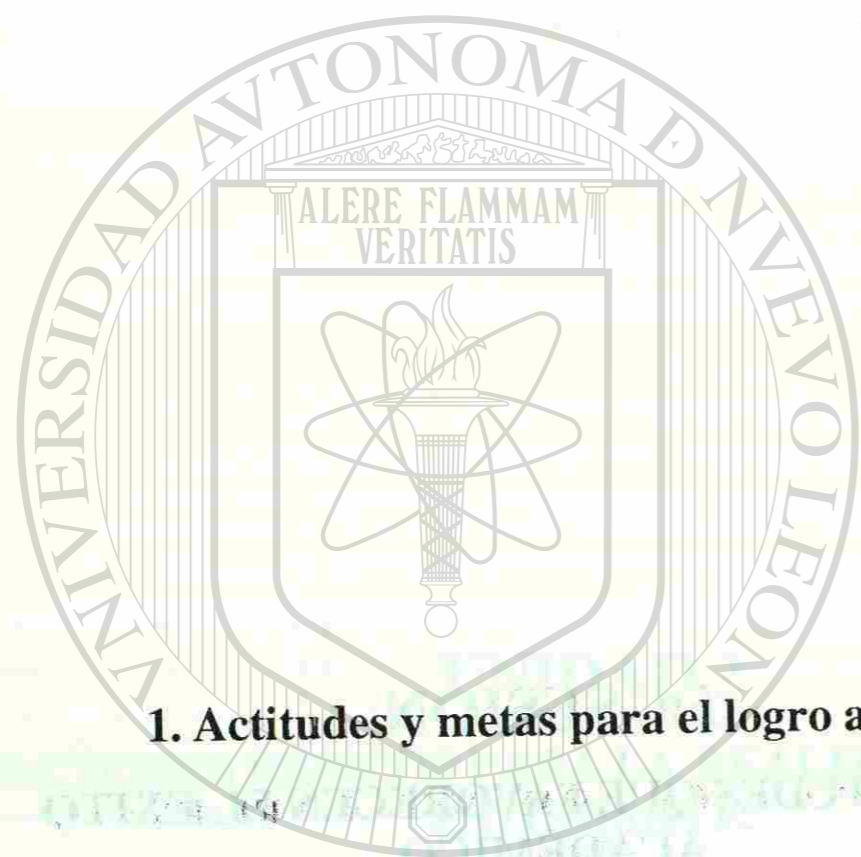 UNIVERSIDAD AVTONOMA D NVEVO LEON
ALERE FLAMMAM
VERITATIS
1. Actitudes y metas para el logro a